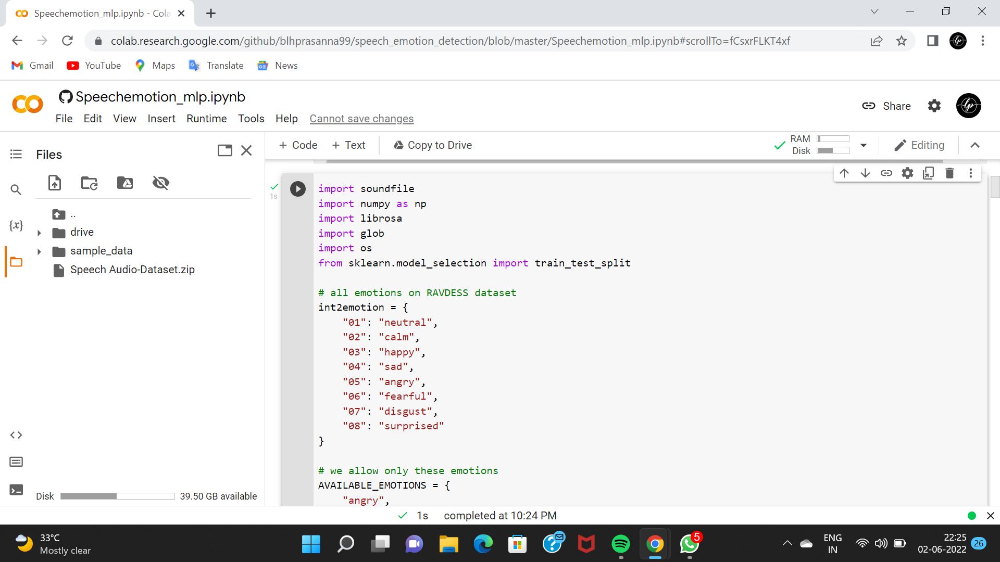 Speechemotion_mlp.ipynb - Cola
colab.research.google.com/github/blhprasanna99/speech_emotion_detection/blob/master/Speechemotion_mlp.ipynb#scrollTo=fCsxrFLKT4xf
Gmail YouTube Maps Translate News
Speechemotion_mlp.ipynb
File Edit View Insert Runtime Tools Help Cannot save changes
Share
Files
+ Code + Text Copy to Drive
RAM
Disk
Editing
..
drive
sample_data
Speech Audio-Dataset.zip
Disk 39.50 GB available
{x}
1s
import soundfile
import numpy as np
import librosa
import glob
import os
from sklearn.model_selection import train_test_split
# all emotions on RAVDESS dataset
int2emotion = {
"01": "neutral",
"02": "calm",
"03": "happy",
"04": "sad",
"05": "angry",
"06": "fearful",
"07": "disgust",
"08": "surprised"
}
# we allow only these emotions
AVAILABLE_EMOTIONS = {
"angry",
1s completed at 10:24 PM
33°C
Mostly clear
5
ENG
IN
22:25
02-06-2022
26